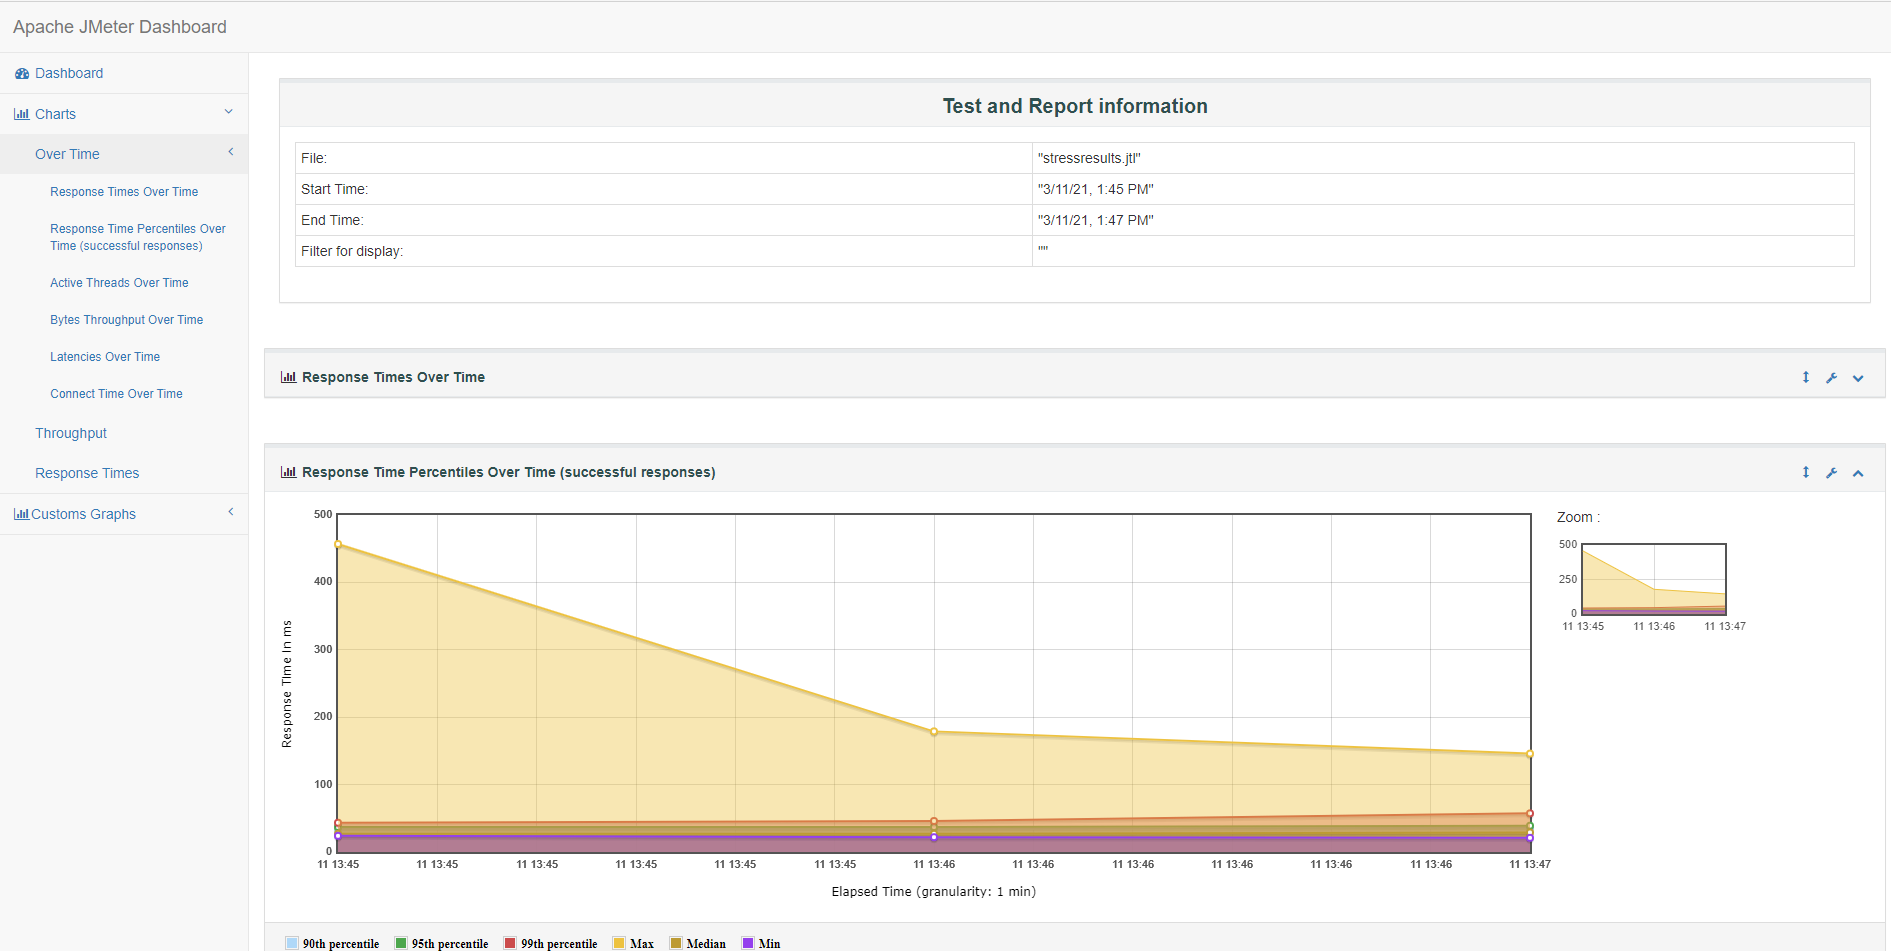 Apache JMeter Dashboard
Dashboard
Charts
Over Time
Response Times Over Time
Response Time Percentiles Over
Time (successful responses)
Active Threads Over Time
Bytes Throughput Over Time
Latencies Over Time
Connect Time Over Time
Throughput
Response Times
Customs Graphs
Test and Report information
File: "stressresults.jtl"
Start Time: "3/11/21, 1:45 PM"
End Time: "3/11/21, 1:47 PM"
Filter for display: ""
Response Times Over Time
Response Time Percentiles Over Time (successful responses)
500
400
300
200
100
0
Response Time In ms
11 13:45 11 13:45 11 13:45 11 13:45 11 13:45 11 13:45 11 13:46 11 13:46 11 13:46 11 13:46 11 13:46 11 13:46 11 13:47
Elapsed Time (granularity: 1 min)
Zoom :
500
250
0
11 13:45 11 13:46 11 13:47
90th percentile 95th percentile 99th percentile Max Median Min